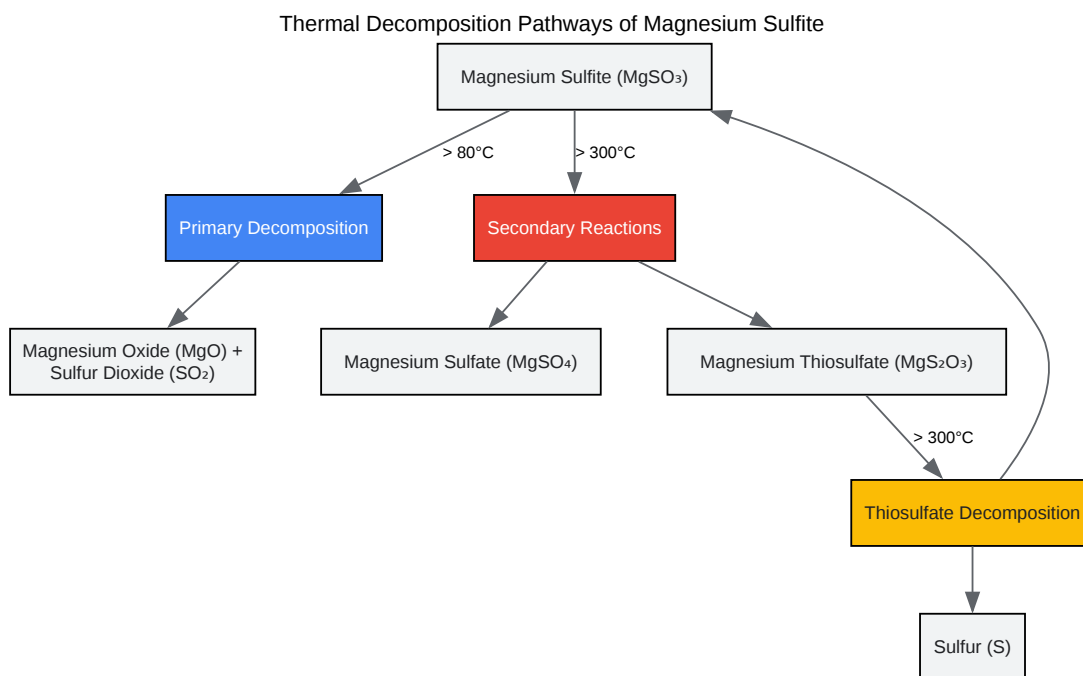 Thermal Decomposition Pathways of Magnesium Sulfite
Magnesium Sulfite (MgSO₃)
> 80°C
> 300°C
Primary Decomposition
Secondary Reactions
Magnesium Oxide (MgO) +
Sulfur Dioxide (SO₂)
Magnesium Sulfate (MgSO₄)
Magnesium Thiosulfate (MgS₂O₃)
> 300°C
Thiosulfate Decomposition
Sulfur (S)